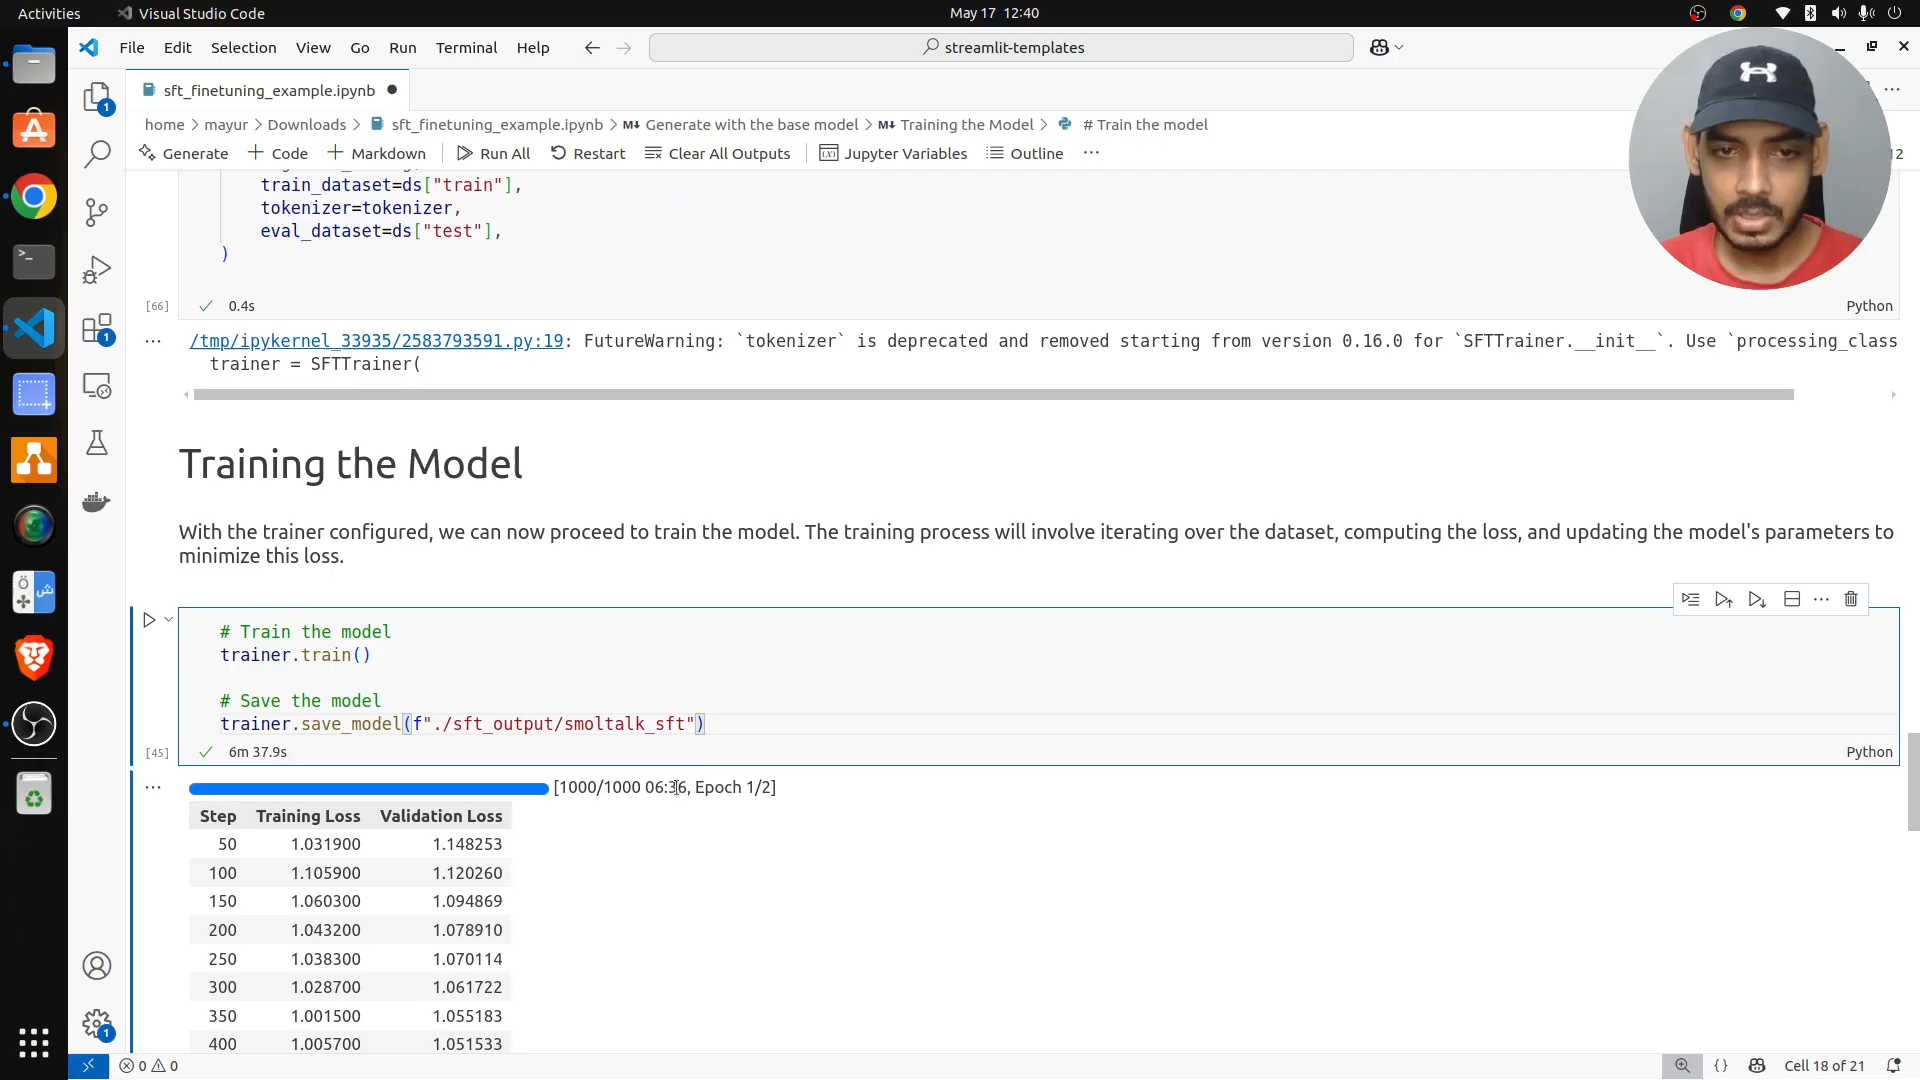 Activities Visual Studio Code May 17 12:40
File Edit Selection View Go Run Terminal Help streamlit-templates
sft_finetuning_example.ipynb
home > mayur > Downloads > sft_finetuning_example.ipynb > M↓ Generate with the base model > M↓ Training the Model > # Train the model
Generate + Code + Markdown Run All Restart Clear All Outputs Jupyter Variables Outline ...
train_dataset=ds["train"],
tokenizer=tokenizer,
eval_dataset=ds["test"],
)
[66] ✓ 0.4s Python
/tmp/ipykernel_33935/2583793591.py:19: FutureWarning: `tokenizer` is deprecated and removed starting from version 0.16.0 for `SFTTrainer.__init__`. Use `processing_class
trainer = SFTTrainer(
Training the Model
With the trainer configured, we can now proceed to train the model. The training process will involve iterating over the dataset, computing the loss, and updating the model's parameters to
minimize this loss.
# Train the model
trainer.train()
# Save the model
trainer.save_model(f"./sft_output/smoltalk_sft")
[45] ✓ 6m 37.9s Python
[1000/1000 06:36, Epoch 1/2]
Step Training Loss Validation Loss
50 1.031900 1.148253
100 1.105900 1.120260
150 1.060300 1.094869
200 1.043200 1.078910
250 1.038300 1.070114
300 1.028700 1.061722
350 1.001500 1.055183
400 1.005700 1.051533
0 0 Cell 18 of 21